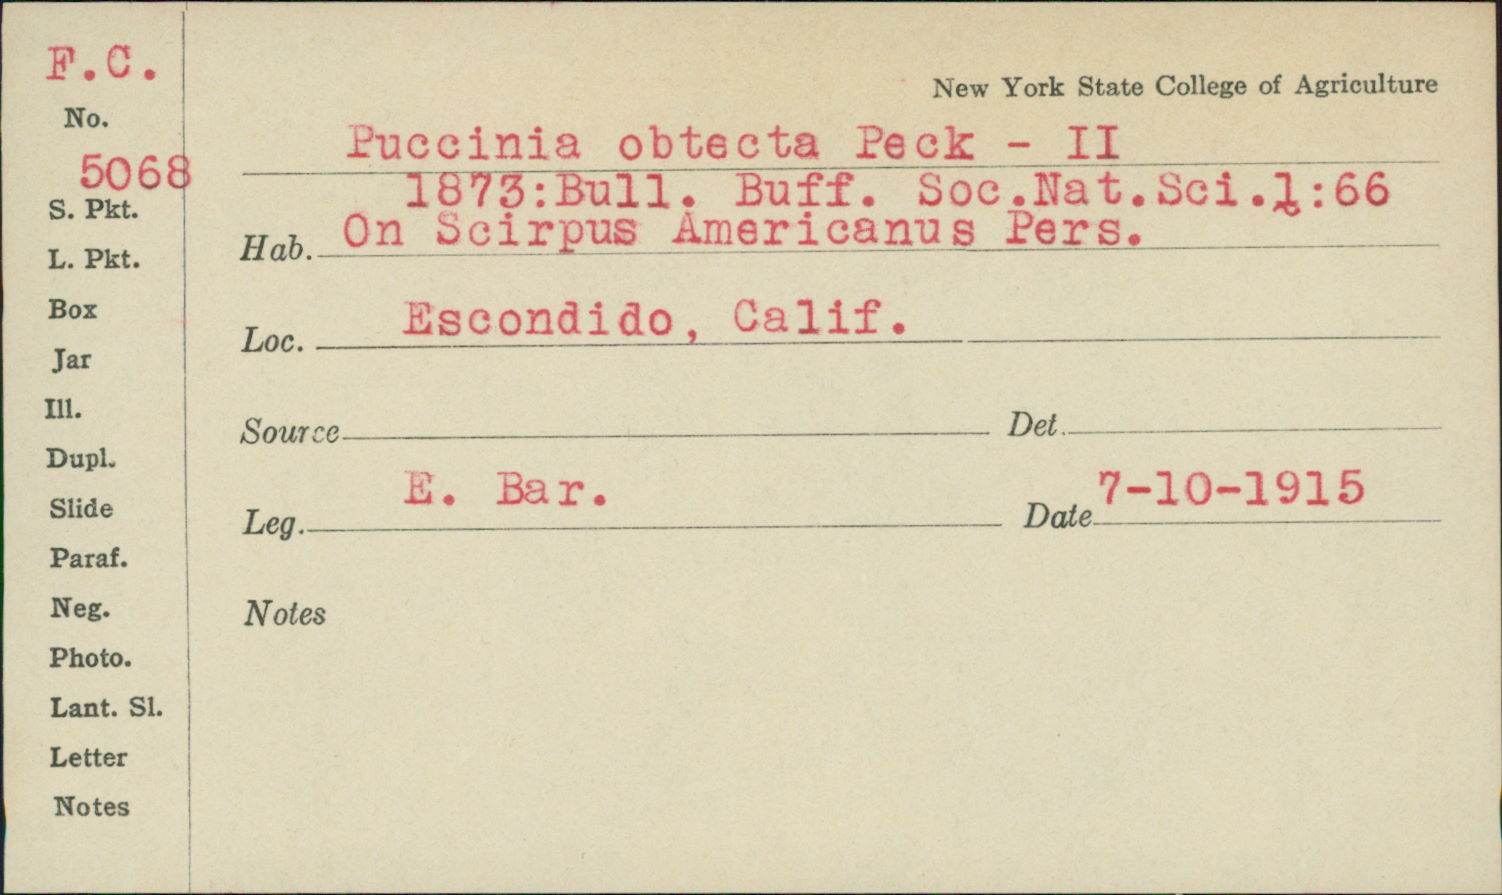 F.C.
No.
5068
S. Pkt.
L. Pkt.
Box
Jar
Ill.
Dupl.
Slide
Paraf.
Neg.
Photo.
Lant. Sl.
Letter
Notes
New York State College of Agriculture
Puccinia obtecta Peck - II
1873:Bull. Buff. Soc.Nat.Sci.1:66
Hab. On Scirpus Americanus Pers.
Loc. Escondido, Calif.
Source Det.
Leg. E. Bar. Date 7-10-1915
Notes